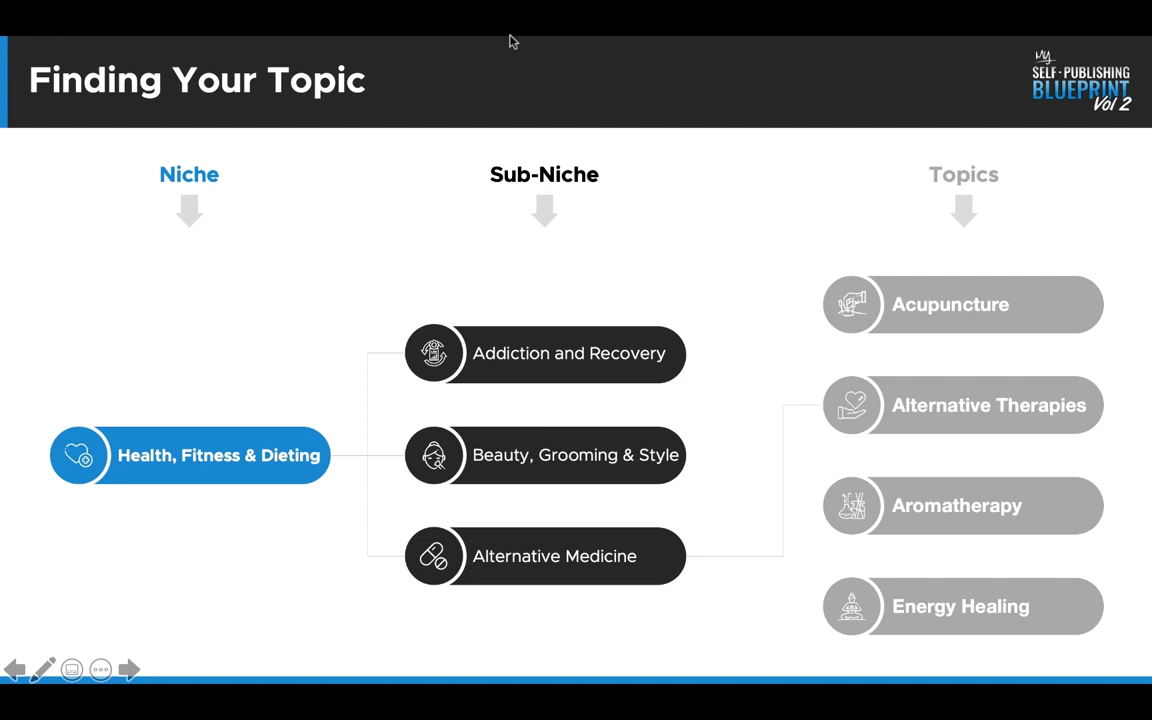 Finding Your Topic
My
SELF-PUBLISHING
BLUEPRINT
Vol 2
Niche
Sub-Niche
Topics
Acupuncture
Addiction and Recovery
Alternative Therapies
Health, Fitness & Dieting
Beauty, Grooming & Style
Aromatherapy
Alternative Medicine
Energy Healing